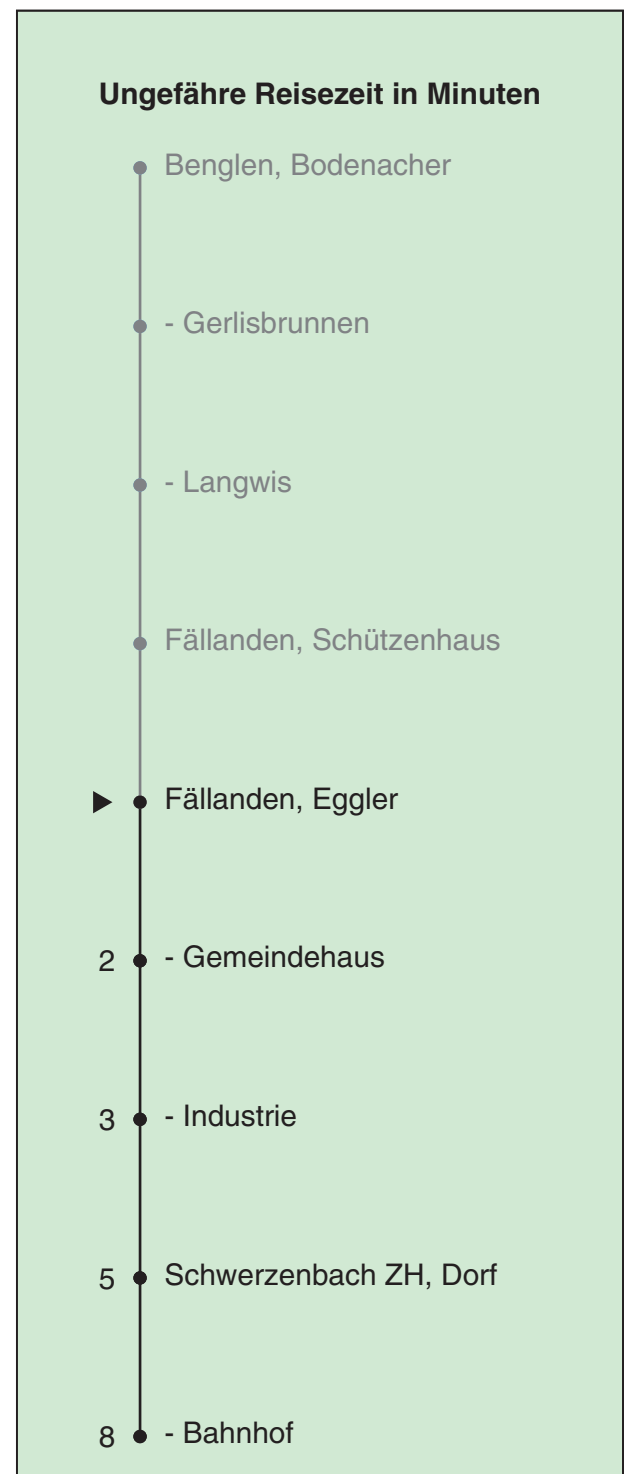 Ungefähre Reisezeit in Minuten
Benglen, Bodenacher
- Gerlisbrunnen
- Langwis
Fällanden, Schützenhaus
Fällanden, Eggler
2 - Gemeindehaus
3 - Industrie
5 Schwerzenbach ZH, Dorf
8 - Bahnhof